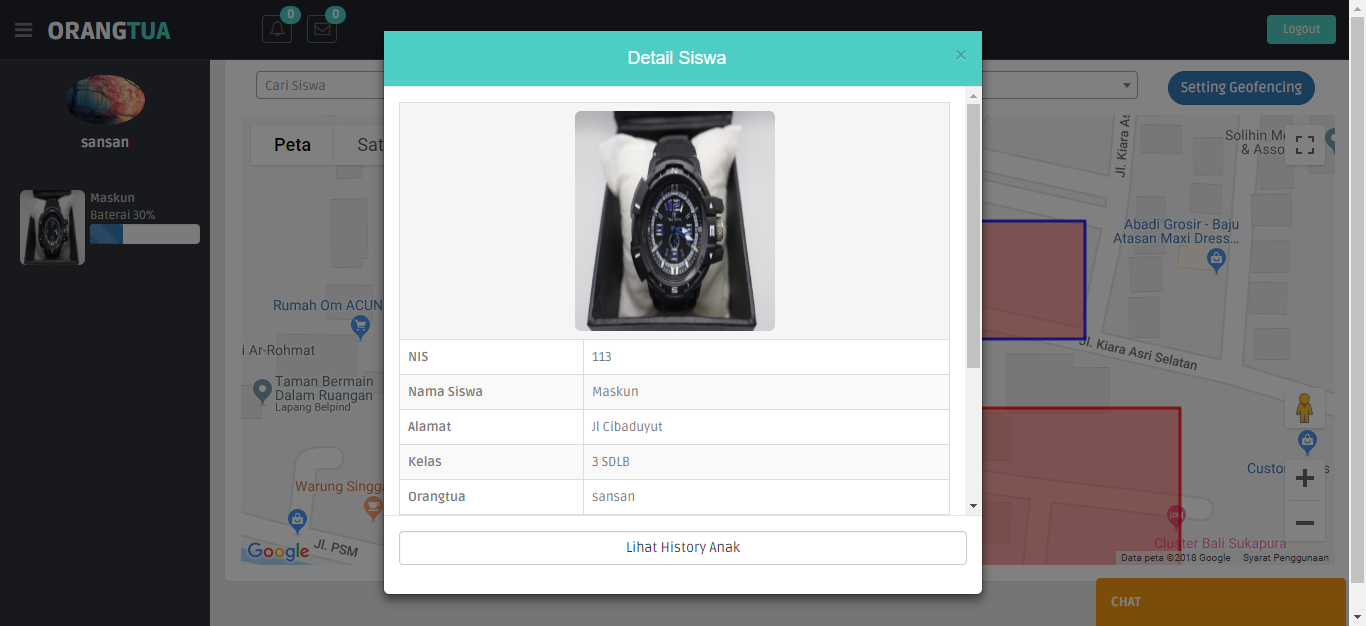 ORANGTUA
0
0
Logout
sansan
Maskun
Baterai 30%
Cari Siswa
Setting Geofencing
Peta
Sat
Rumah Om ACUN
i Ar-Rohmat
Taman Bermain
Dalam Ruangan
Lapang Belpind
Warung Singga
Jl. PSM
Google
Detail Siswa
×
NIS
113
Nama Siswa
Maskun
Alamat
Jl Cibaduyut
Kelas
3 SDLB
Orangtua
sansan
Lihat History Anak
Jl. Kiara As
Solihin Me
& Asso
Abadi Grosir - Baju
Atasan Maxi Dress...
Jl. Kiara Asri Selatan
Custo
s
Cluster Bali Sukapura
Data peta ©2018 Google
Syarat Penggunaan
CHAT